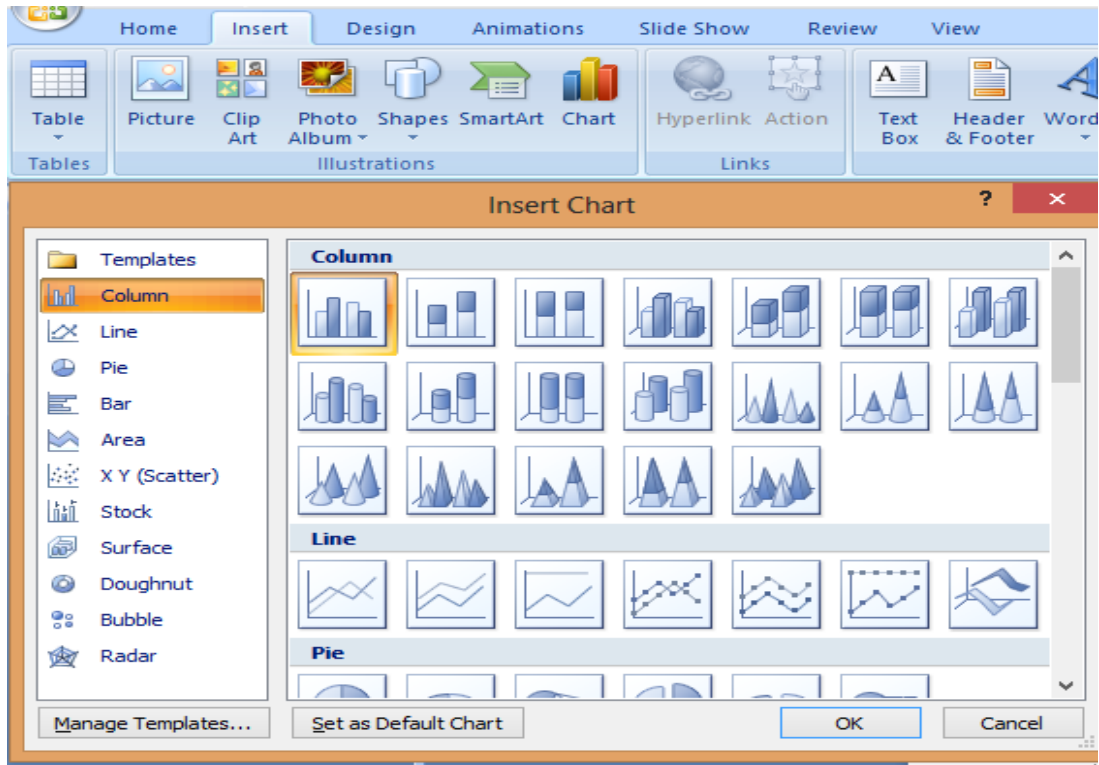 Home Insert Design Animations Slide Show Review View
Table Picture Clip Art Photo Album Shapes SmartArt Chart Hyperlink Action Text Box Header & Footer Word
Tables Illustrations Links
Insert Chart ?
Templates
Column
Line
Pie
Bar
Area
X Y (Scatter)
Stock
Surface
Doughnut
Bubble
Radar
Column
Line
Pie
Manage Templates... Set as Default Chart OK Cancel